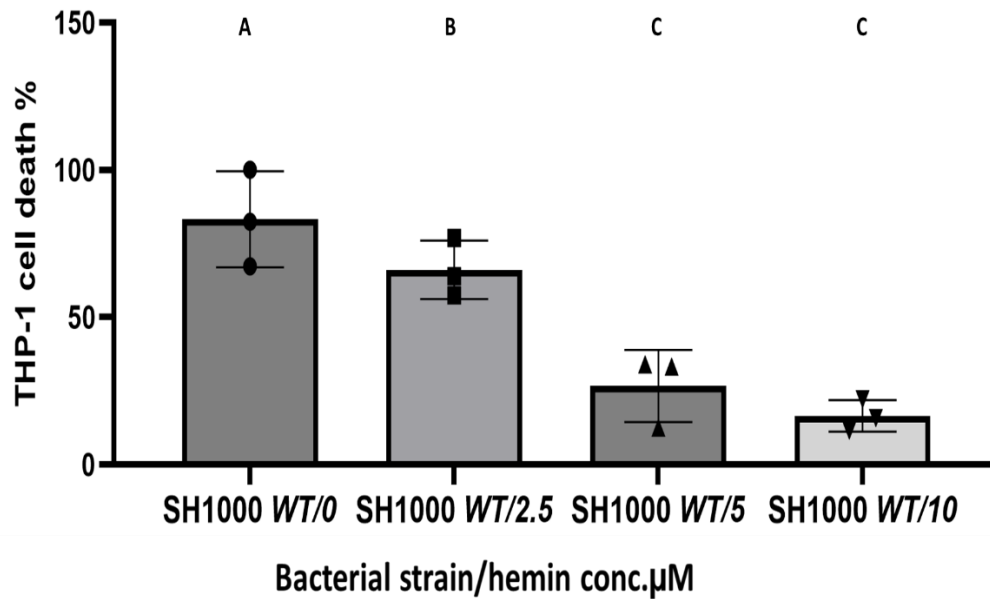 150
A B C C
100
50
0
THP-1 cell death %
SH1000 WT/0 SH1000 WT/2.5 SH1000 WT/5 SH1000 WT/10
Bacterial strain/hemin conc.µM